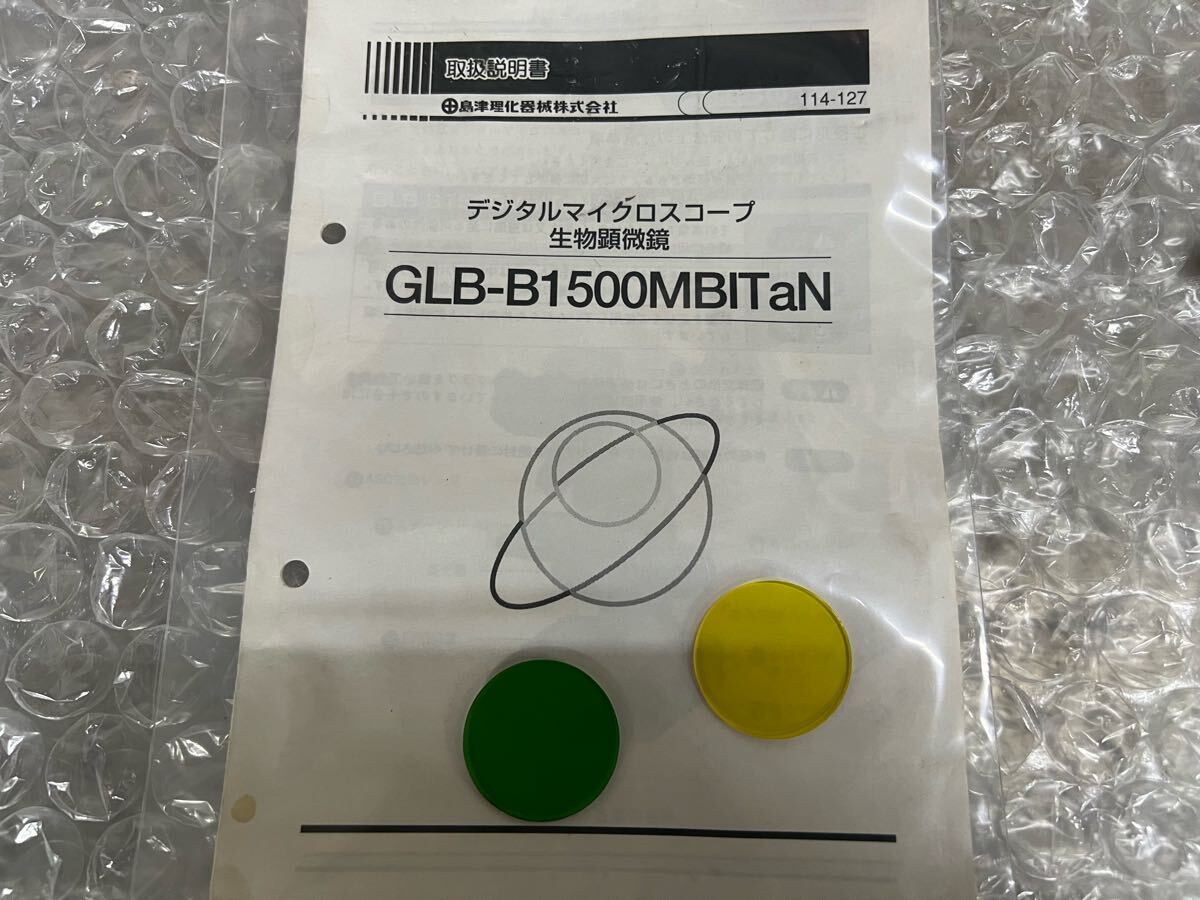 取扱説明書
島津理化器械株式会社
114-127
デジタルマイクロスコープ
生物顕微鏡
GLB-B1500MBITaN